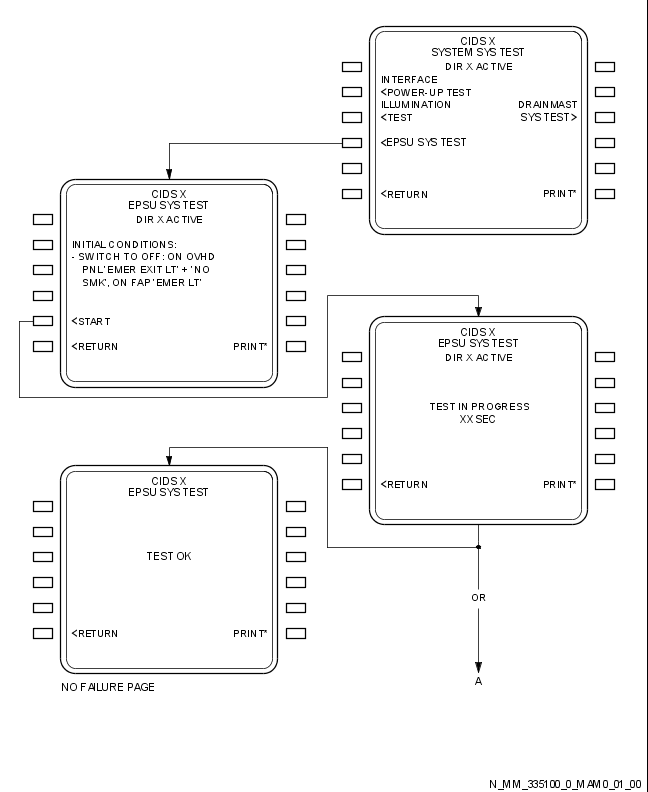 CIDS X
SYSTEM SYS TEST
DIR X ACTIVE
INTERFACE
<POWER-UP TEST
ILLUMINATION DRAINMAST
<TEST SYS TEST>
<EPSU SYS TEST
<RETURN PRINT*
CIDS X
EPSU SYS TEST
DIR X ACTIVE
INITIAL CONDITIONS:
- SWITCH TO OFF: ON OVHD
PNL 'EMER EXIT LT' + 'NO
SMK', ON FAP 'EMER LT'
<START
<RETURN PRINT*
CIDS X
EPSU SYS TEST
DIR X ACTIVE
TEST IN PROGRESS
XX SEC
<RETURN PRINT*
CIDS X
EPSU SYS TEST
TEST OK
<RETURN PRINT*
NO FAILURE PAGE
OR
A
N_MM_335100_0_MAM0_01_00